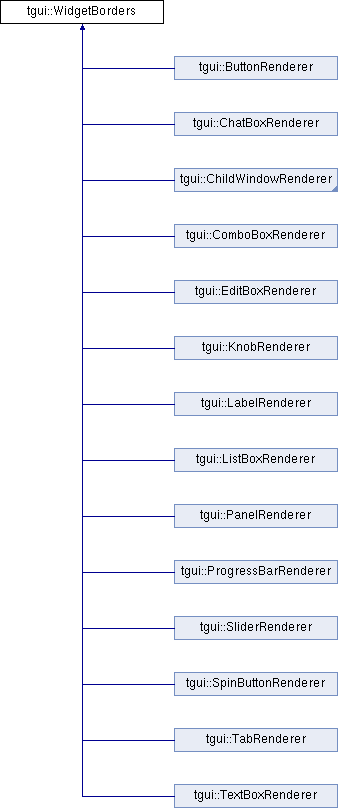 tgui::WidgetBorders
tgui::ButtonRenderer
tgui::ChatBoxRenderer
tgui::ChildWindowRenderer
tgui::ComboBoxRenderer
tgui::EditBoxRenderer
tgui::KnobRenderer
tgui::LabelRenderer
tgui::ListBoxRenderer
tgui::PanelRenderer
tgui::ProgressBarRenderer
tgui::SliderRenderer
tgui::SpinButtonRenderer
tgui::TabRenderer
tgui::TextBoxRenderer